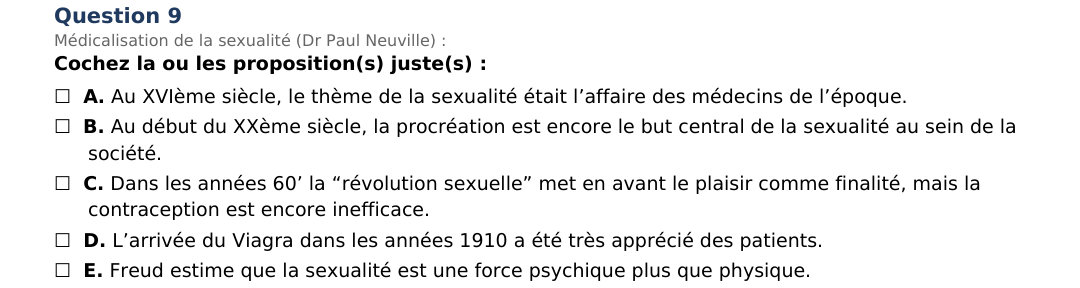 Question 9
Médicalisation de la sexualité (Dr Paul Neuville) :
Cochez la ou les proposition(s) juste(s) :
☐ A. Au XVIème siècle, le thème de la sexualité était l’affaire des médecins de l’époque.
☐ B. Au début du XXème siècle, la procréation est encore le but central de la sexualité au sein de la
société.
☐ C. Dans les années 60’ la “révolution sexuelle” met en avant le plaisir comme finalité, mais la
contraception est encore inefficace.
☐ D. L’arrivée du Viagra dans les années 1910 a été très apprécié des patients.
☐ E. Freud estime que la sexualité est une force psychique plus que physique.